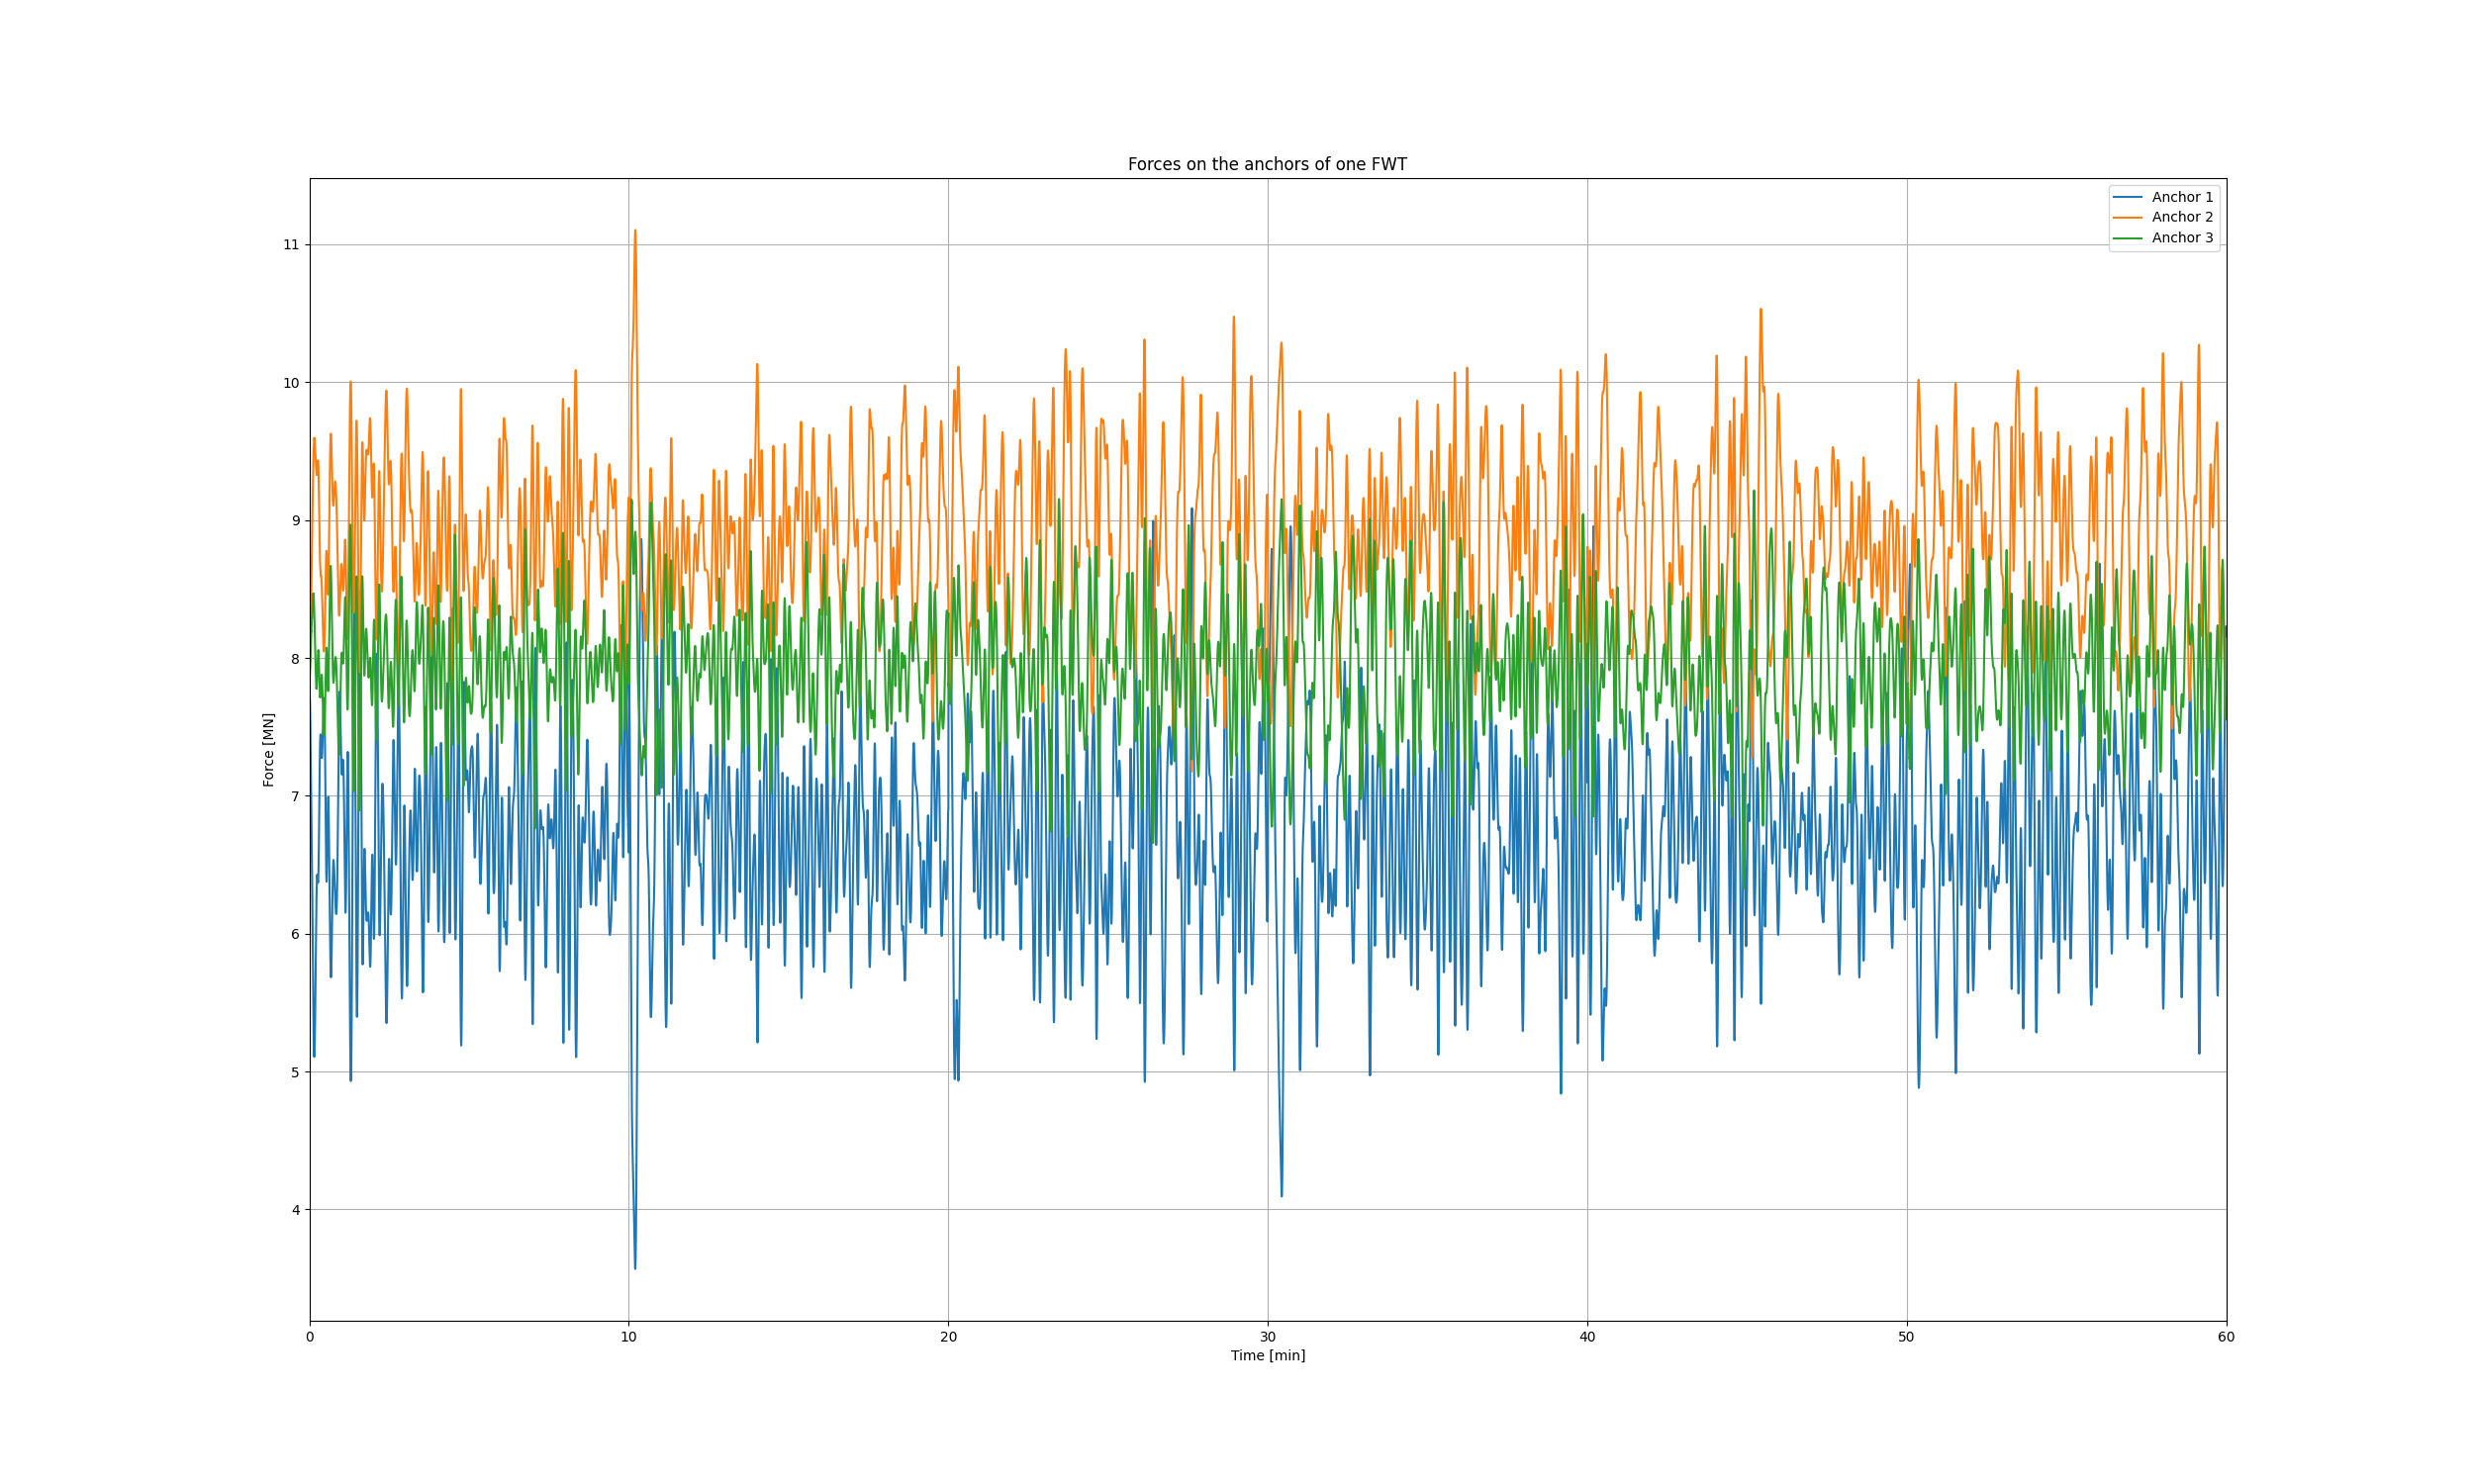 Forces on the anchors of one FWT
Anchor 1
Anchor 2
Anchor 3
Force [MN]
11
10
9
8
7
6
5
4
0 10 20 30 40 50 60
Time [min]